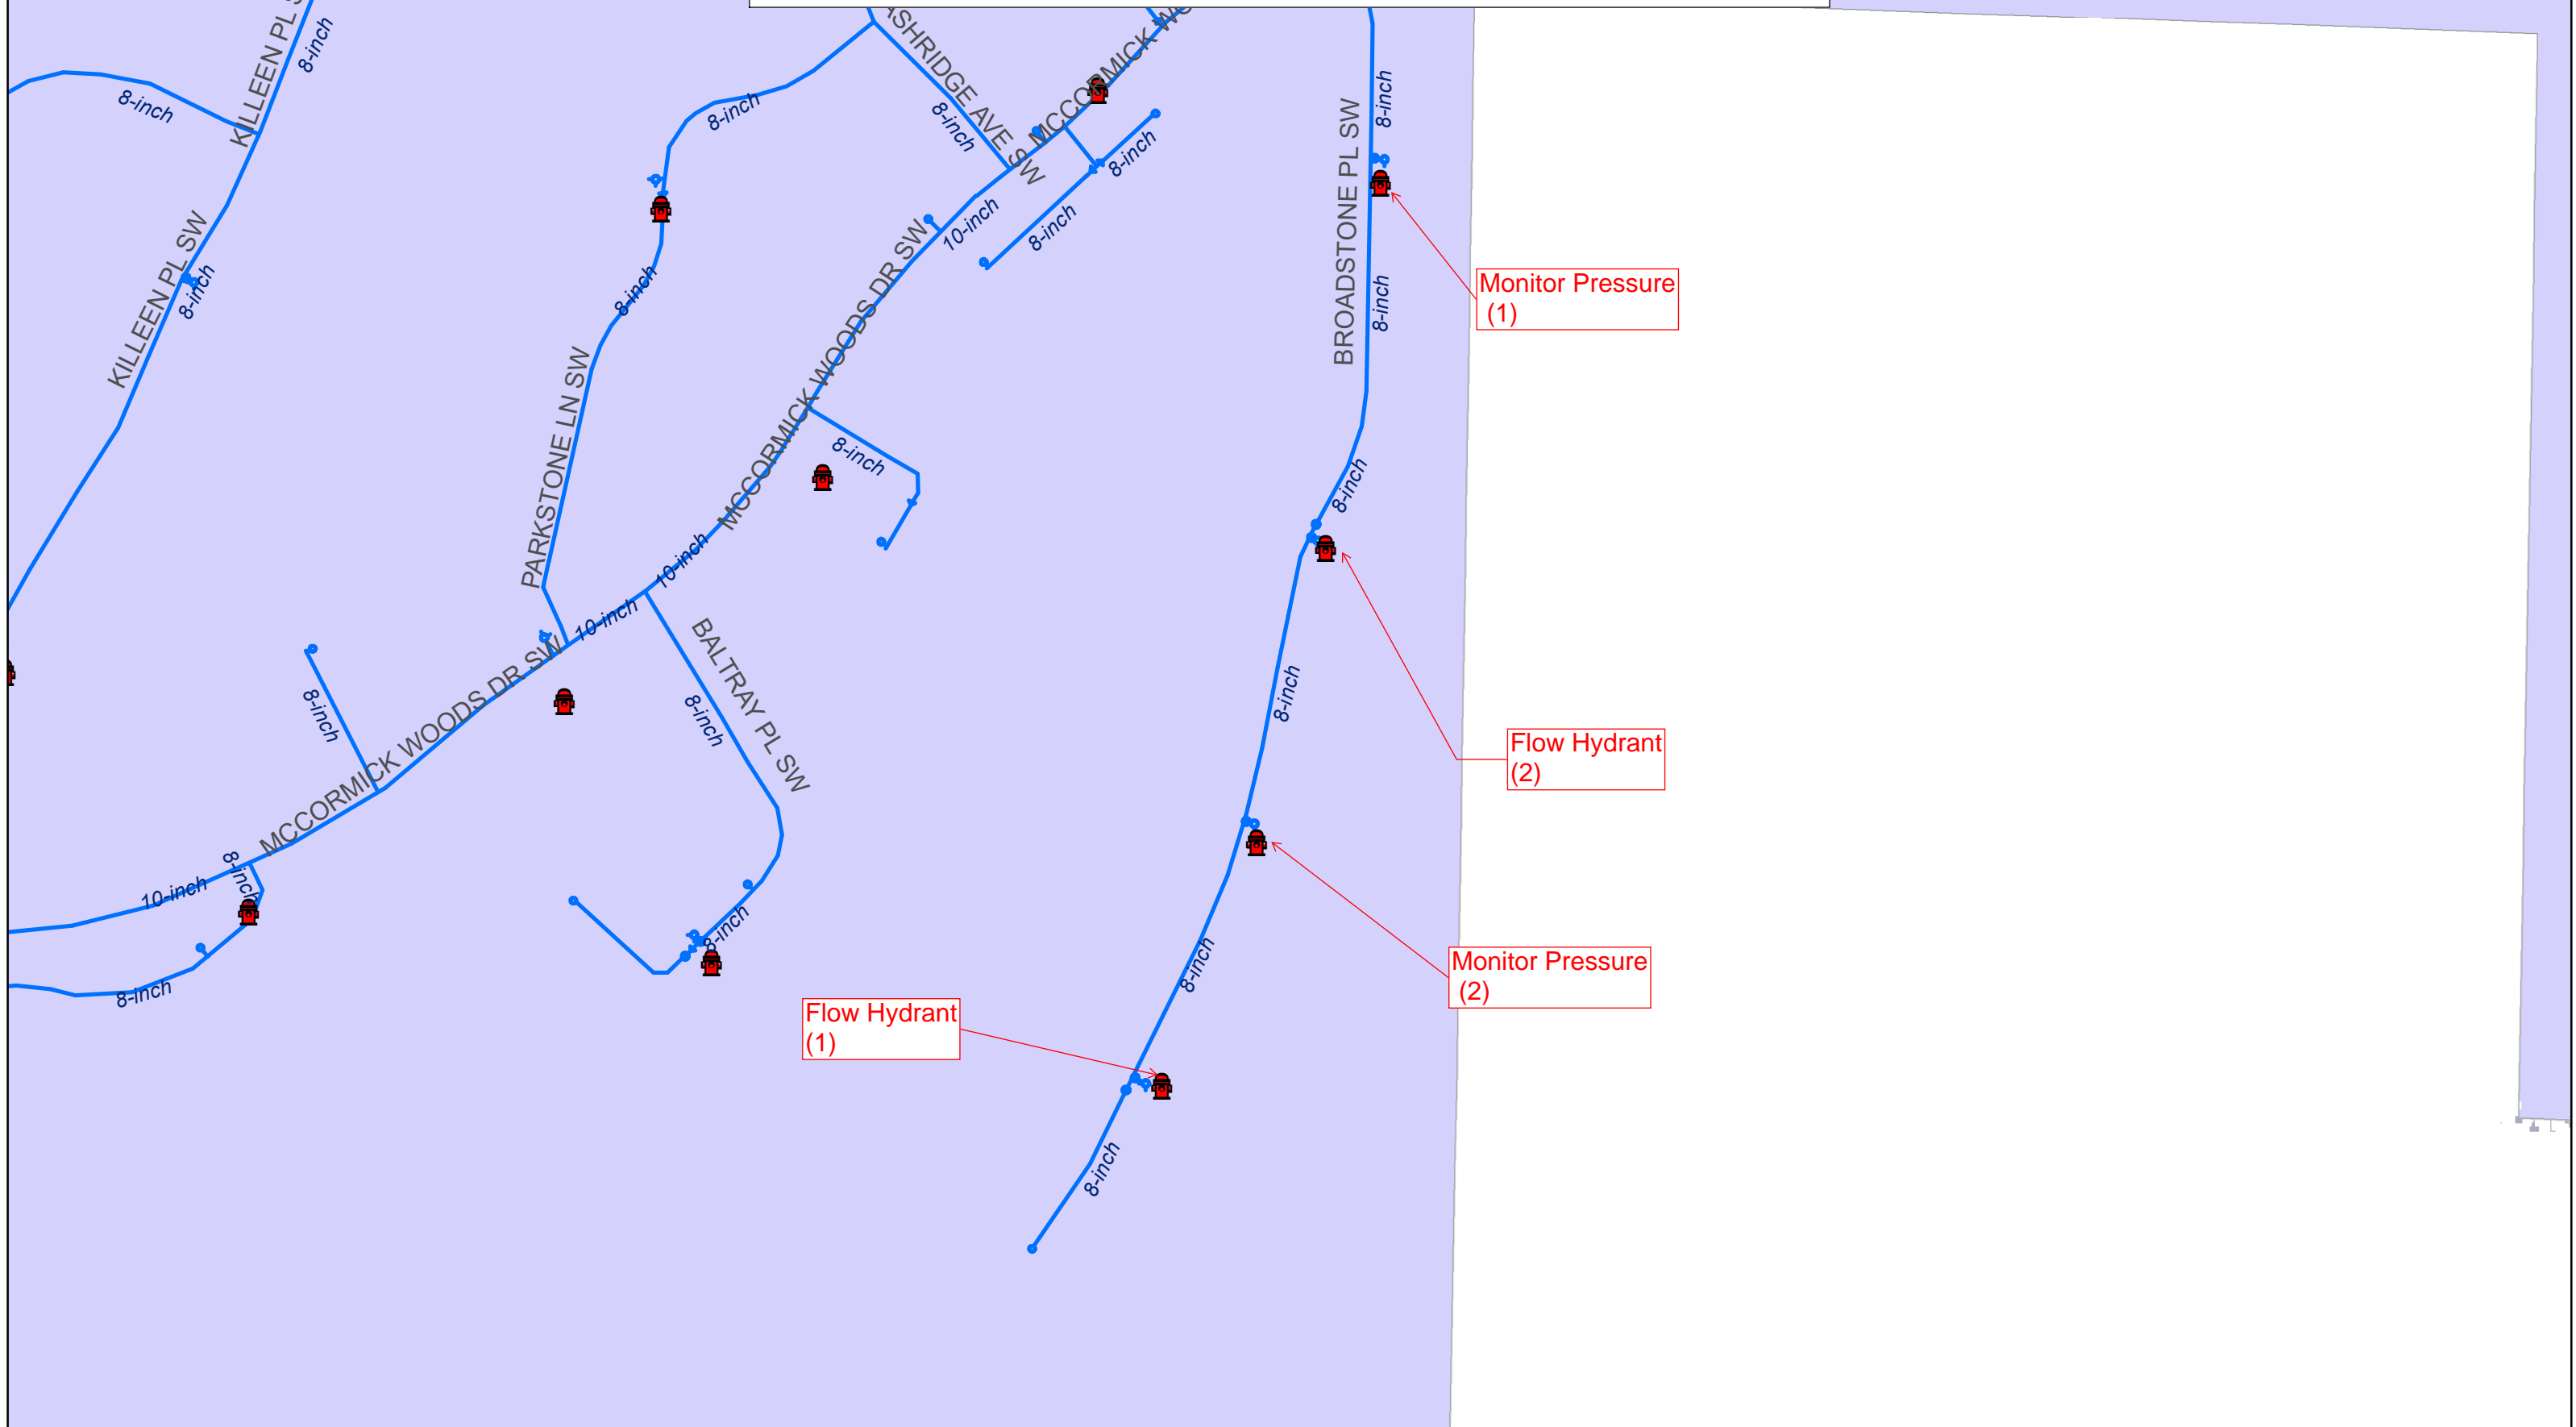 KILLEEN PL S
8-inch
8-inch
ASHRIDGE AVE SW
8-inch
8-inch
MCCORMICK WO
8-inch
8-inch
BROADSTONE PL SW
8-inch
Monitor Pressure
(1)
KILLEEN PL SW
8-inch
8-inch
10-inch
8-inch
PARKSTONE LN SW
MCCORMICK WOODS DR SW
8-inch
8-inch
10-inch
10-inch
BALTRAY PL SW
8-inch
8-inch
Flow Hydrant
(2)
8-inch
MCCORMICK WOODS DR SW
8-inch
10-inch
8-inch
8-inch
8-inch
Monitor Pressure
(2)
Flow Hydrant
(1)
8-inch